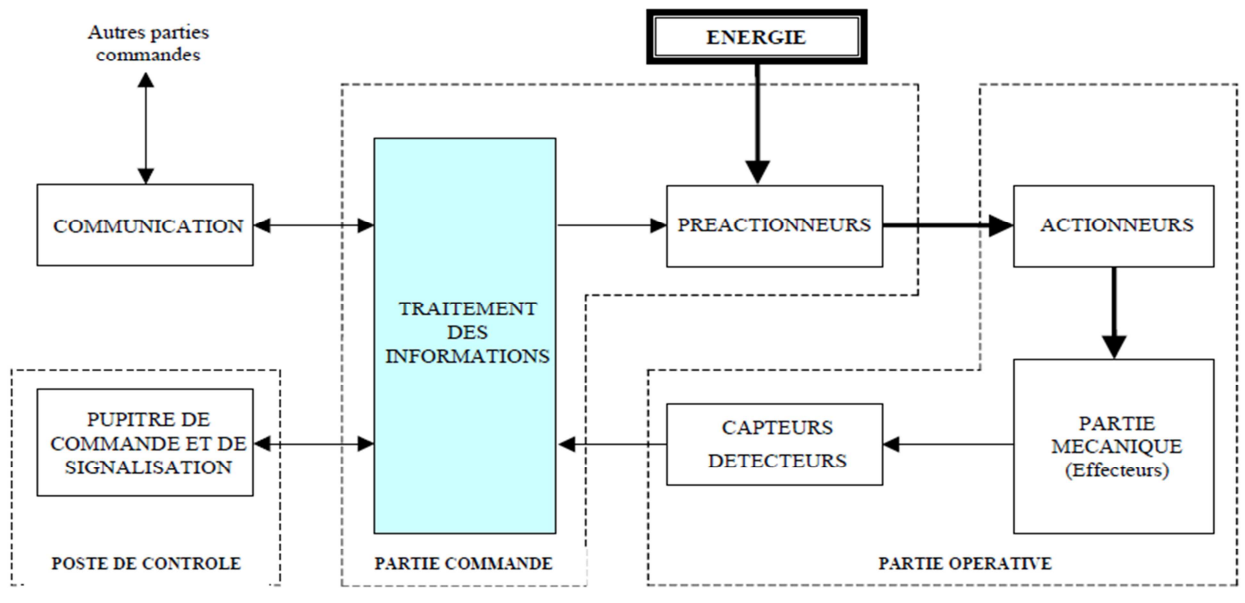 Autres parties
commandes
ENERGIE
COMMUNICATION
PREACTIONNEURS
ACTIONNEURS
TRAITEMENT
DES
INFORMATIONS
PUPITRE DE
COMMANDE ET DE
SIGNALISATION
CAPTEURS
DETECTEURS
PARTIE
MECANIQUE
(Effecteurs)
POSTE DE CONTROLE
PARTIE COMMANDE
PARTIE OPERATIVE